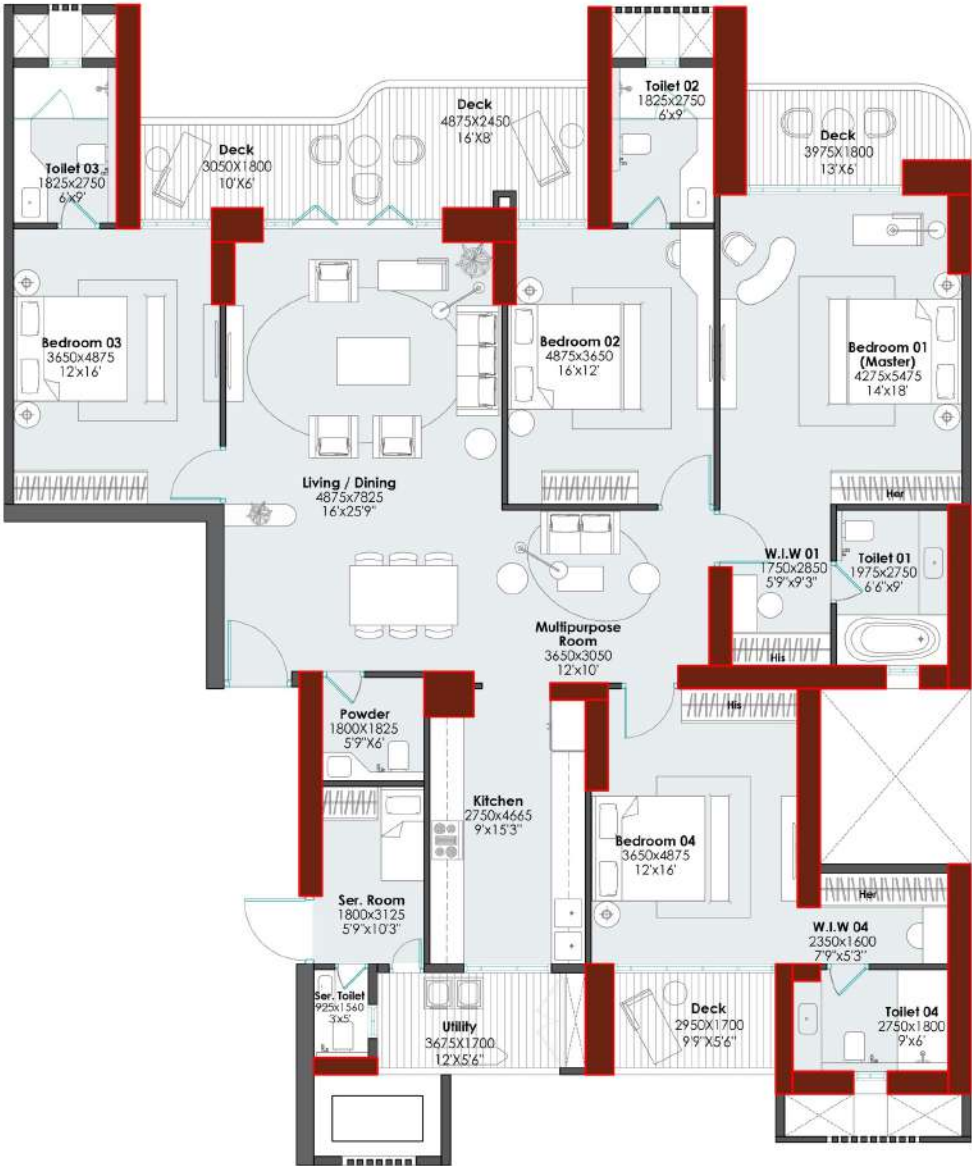 Toilet 02
1825x2750
6'x9'
Deck
4875X2450
16'X8'
Deck
3050X1800
10'X6'
Deck
3975X1800
13'X6'
Toilet 03
1825x2750
6'x9'
Bedroom 03
3650x4875
12'x16'
Bedroom 02
4875x3650
16'x12'
Bedroom 01
(Master)
4275x5475
14'x18'
Living / Dining
4875x7825
16'x25'9"
Her
W.I.W 01
1750x2850
5'9"x9'3"
Toilet 01
1975x2750
6'6"x9'
Multipurpose
Room
3650x3050
12'x10'
His
His
Powder
1800X1825
5'9"X6'
Kitchen
2750x4665
9'x15'3"
Bedroom 04
3650x4875
12'x16'
Ser. Room
1800x3125
5'9"x10'3"
Her
W.I.W 04
2350x1600
7'9"x5'3"
Ser. Toilet
925x1560
3'x5'
Utility
3675X1700
12'X5'6"
Deck
2950X1700
9'9"X5'6"
Toilet 04
2750x1800
9'x6'